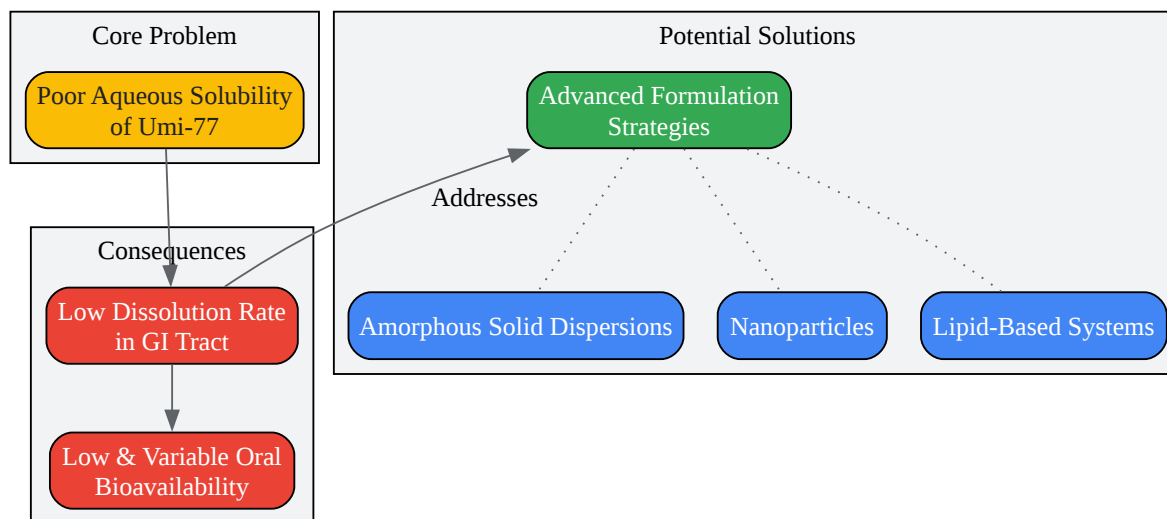 Core Problem
Poor Aqueous Solubility
of Umi-77
Potential Solutions
Advanced Formulation
Strategies
Addresses
Consequences
Low Dissolution Rate
in GI Tract
Low & Variable Oral
Bioavailability
Amorphous Solid Dispersions
Nanoparticles
Lipid-Based Systems